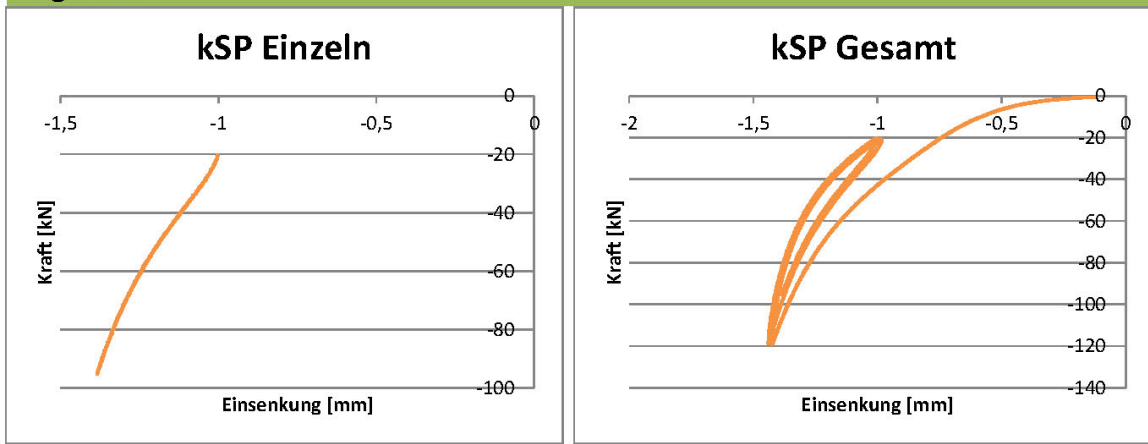 kSP Einzeln
0
-1,5 -1 -0,5 0
-20
-40
-60
-80
-100
Kraft [kN]
Einsenkung [mm]
kSP Gesamt
0
-2 -1,5 -1 -0,5 0
-20
-40
-60
-80
-100
-120
-140
Kraft [kN]
Einsenkung [mm]